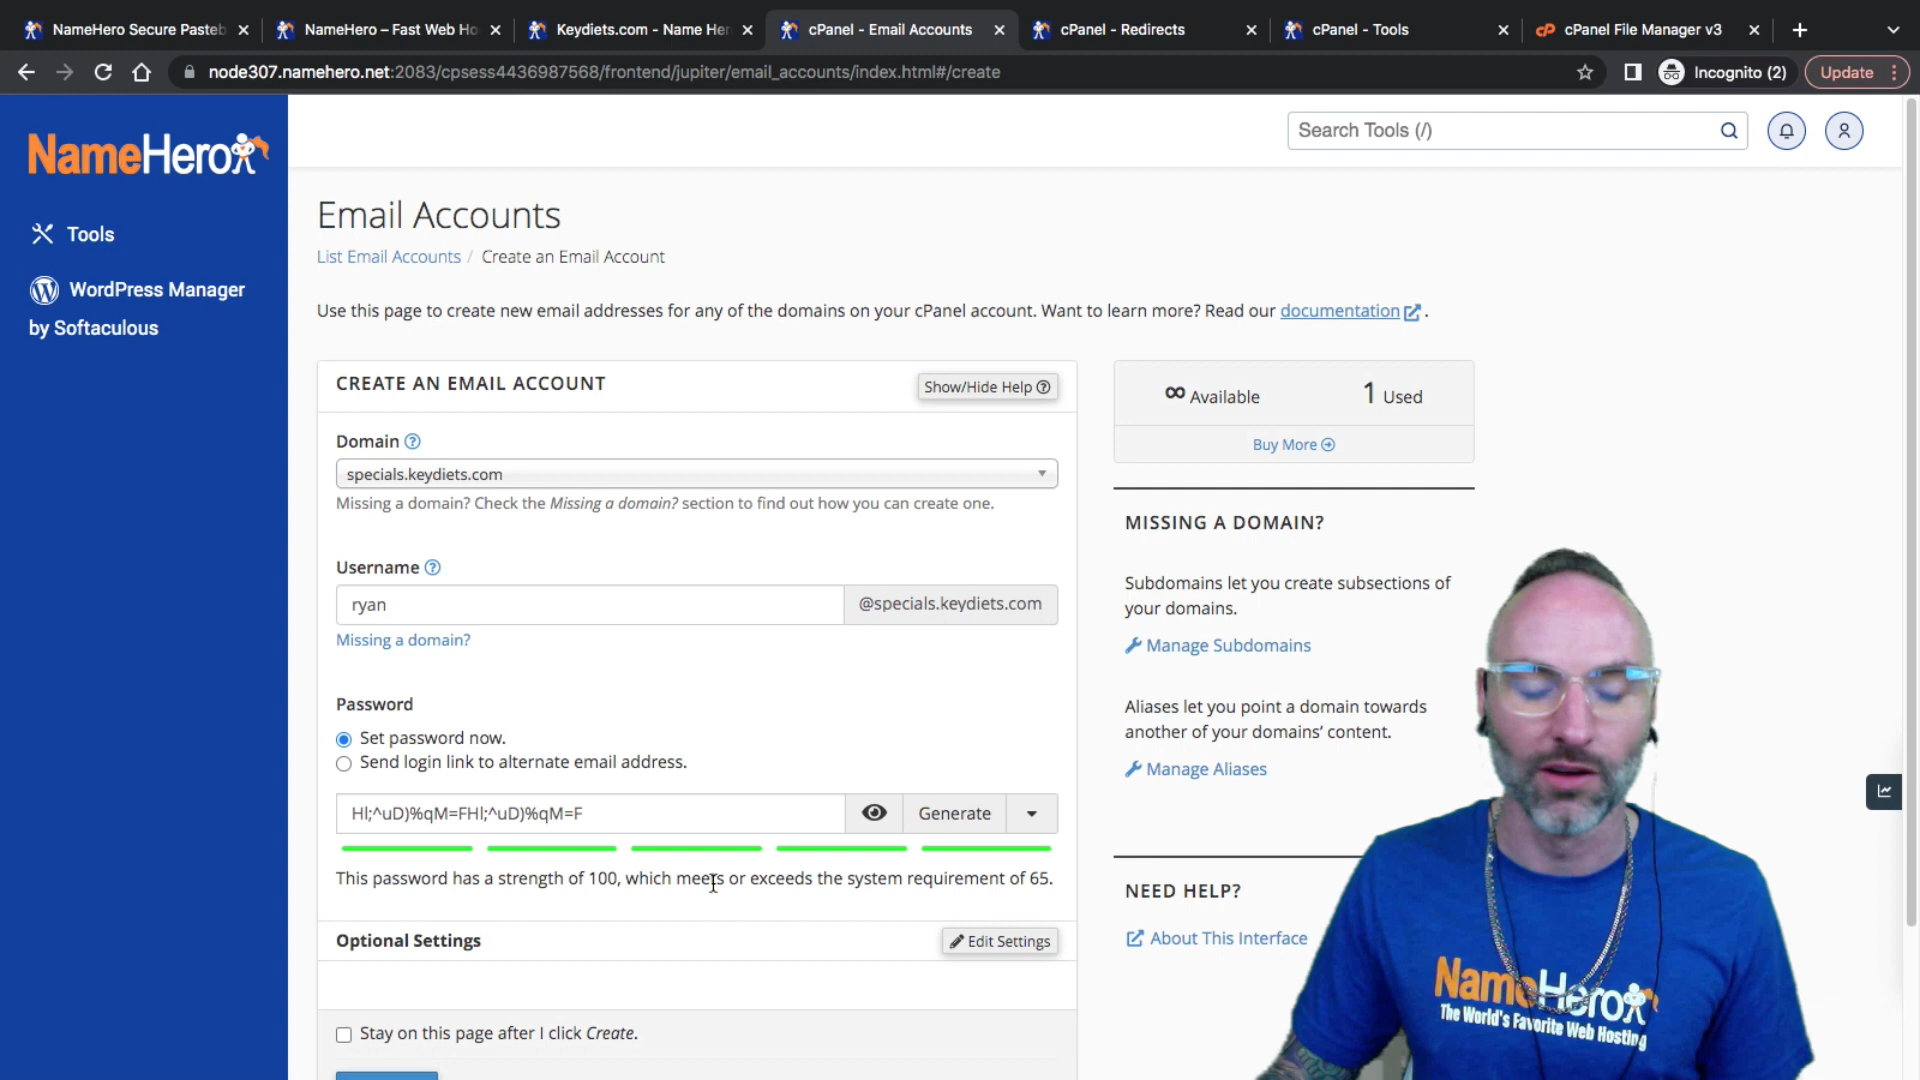 NameHero Secure Pasteb
NameHero – Fast Web Ho
Keydiets.com - Name Her
cPanel - Email Accounts
cPanel - Redirects
cPanel - Tools
cPanel File Manager v3
node307.namehero.net:2083/cpsess4436987568/frontend/jupiter/email_accounts/index.html#/create
Incognito (2)
Update
NameHero
Tools
WordPress Manager
by Softaculous
Search Tools (/)
Email Accounts
List Email Accounts / Create an Email Account
Use this page to create new email addresses for any of the domains on your cPanel account. Want to learn more? Read our documentation .
CREATE AN EMAIL ACCOUNT
Show/Hide Help
Domain
specials.keydiets.com
Missing a domain? Check the Missing a domain? section to find out how you can create one.
Username
ryan
@specials.keydiets.com
Missing a domain?
Password
Set password now.
Send login link to alternate email address.
Hl;^uD)%qM=FHl;^uD)%qM=F
Generate
This password has a strength of 100, which meets or exceeds the system requirement of 65.
Optional Settings
Edit Settings
Stay on this page after I click Create.
∞ Available
1 Used
Buy More
MISSING A DOMAIN?
Subdomains let you create subsections of
your domains.
Manage Subdomains
Aliases let you point a domain towards
another of your domains’ content.
Manage Aliases
NEED HELP?
About This Interface
NameHero
The World's Favorite Web Hosting